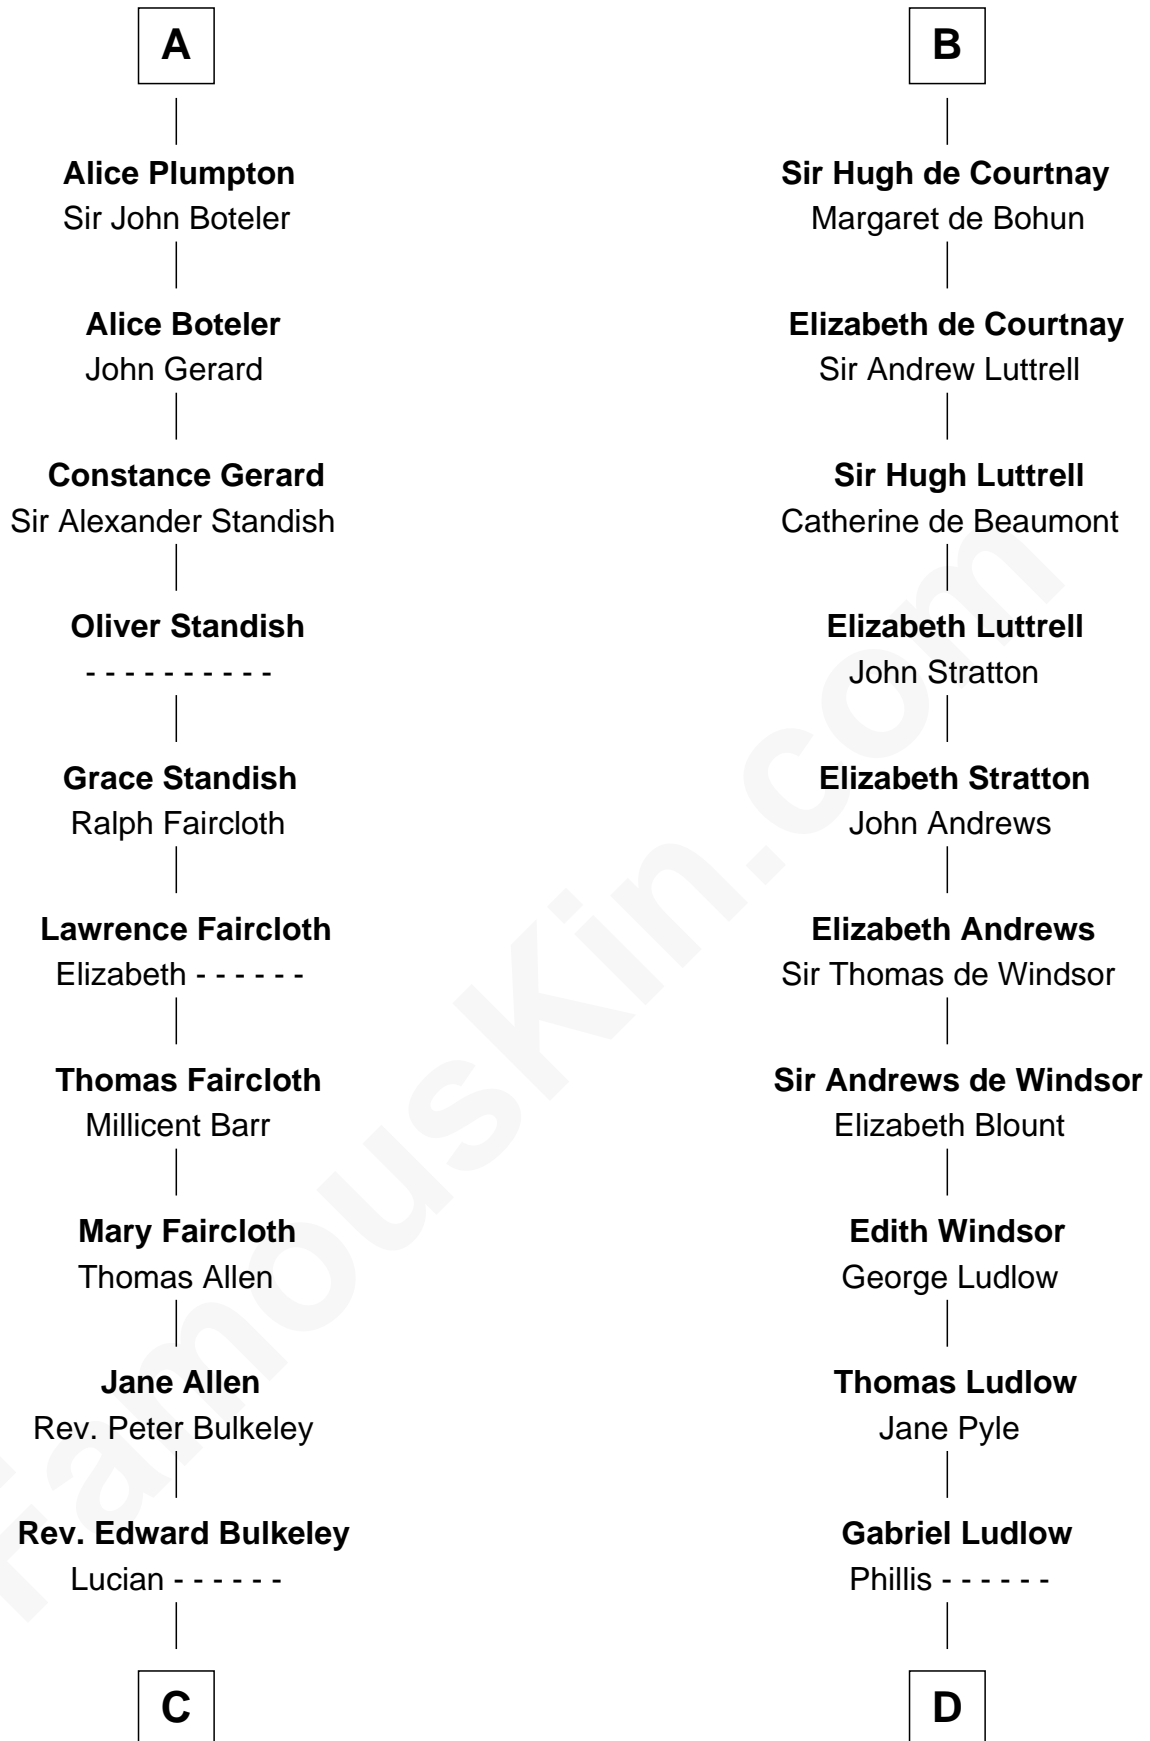 A
Alice Plumpton
Sir John Boteler
Alice Boteler
John Gerard
Constance Gerard
Sir Alexander Standish
Oliver Standish
- - - - - - - - - -
Grace Standish
Ralph Faircloth
Lawrence Faircloth
Elizabeth - - - - - -
Thomas Faircloth
Millicent Barr
Mary Faircloth
Thomas Allen
Jane Allen
Rev. Peter Bulkeley
Rev. Edward Bulkeley
Lucian - - - - - -
C
B
Sir Hugh de Courtnay
Margaret de Bohun
Elizabeth de Courtnay
Sir Andrew Luttrell
Sir Hugh Luttrell
Catherine de Beaumont
Elizabeth Luttrell
John Stratton
Elizabeth Stratton
John Andrews
Elizabeth Andrews
Sir Thomas de Windsor
Sir Andrews de Windsor
Elizabeth Blount
Edith Windsor
George Ludlow
Thomas Ludlow
Jane Pyle
Gabriel Ludlow
Phillis - - - - - -
D
FamousKin.com